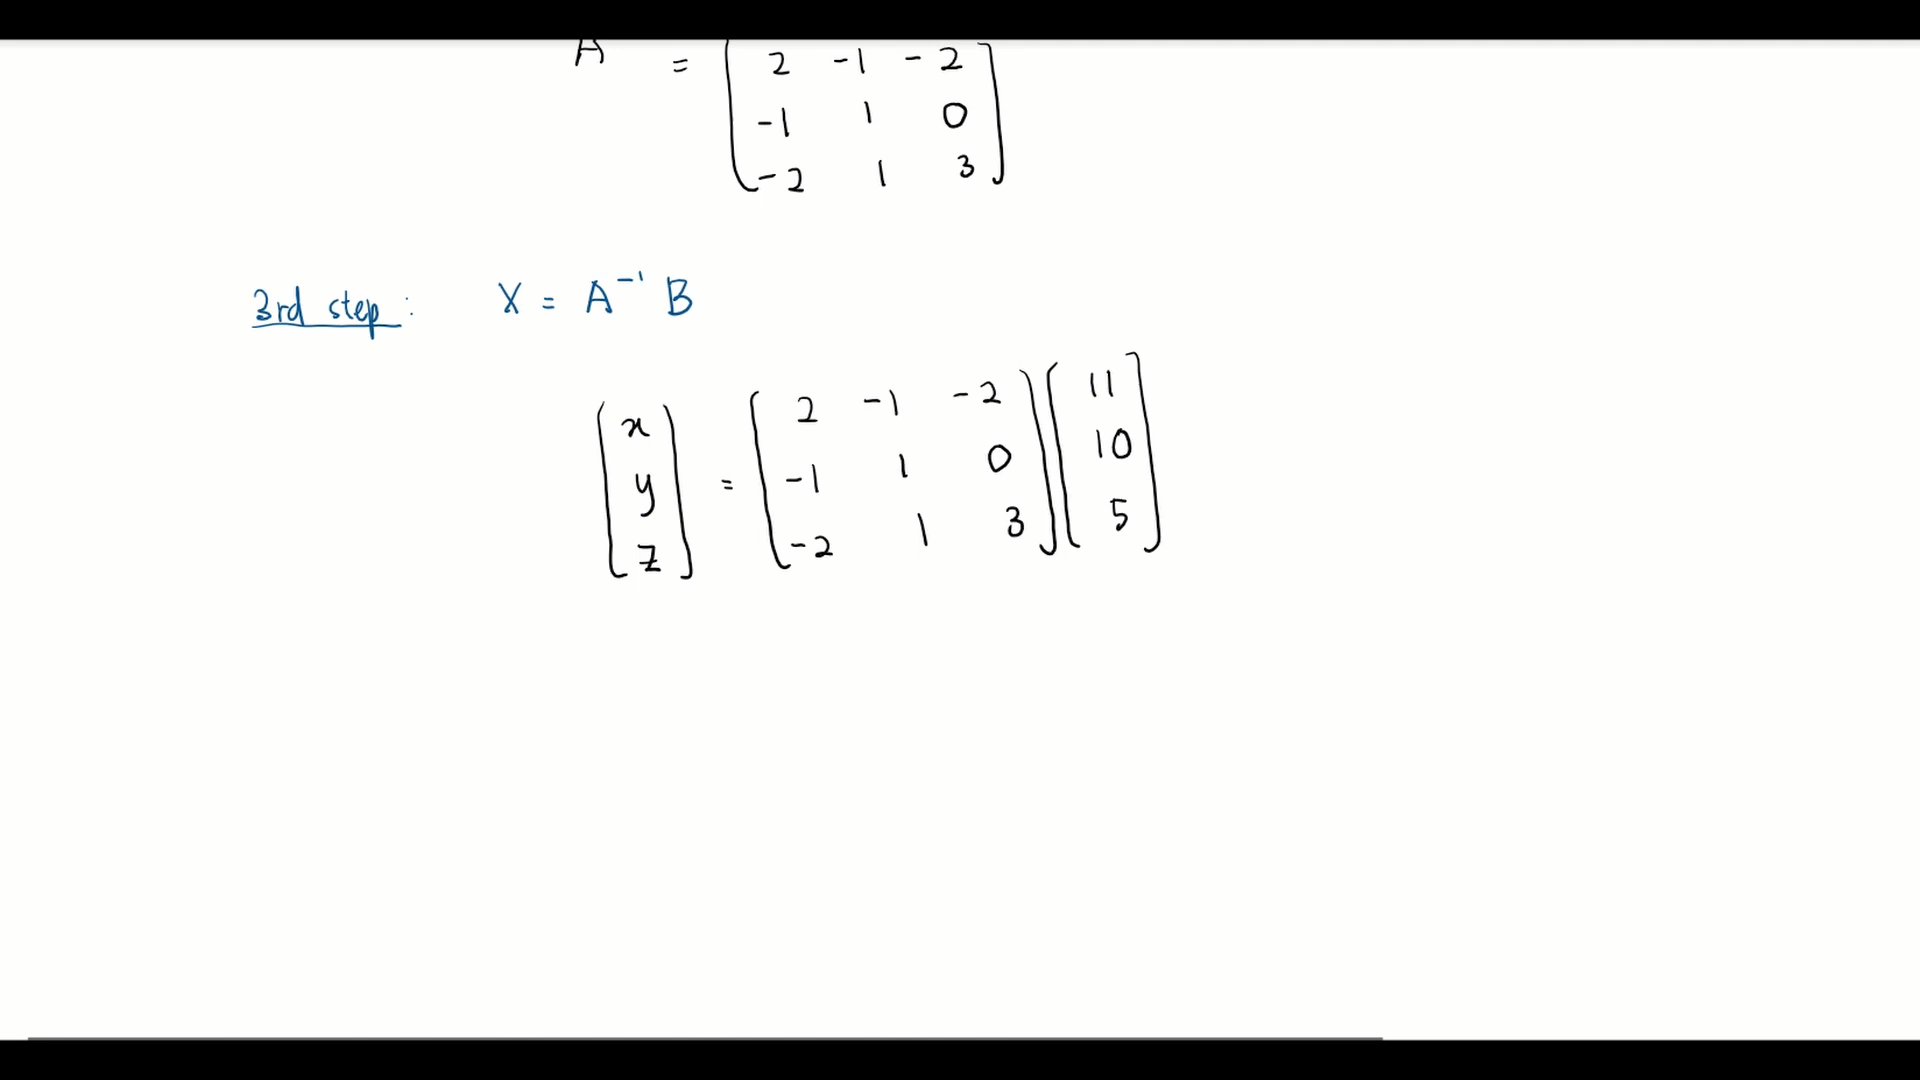 A = [ 2 -1 -2
-1 1 0
-2 1 3 ]
3rd step: X = A⁻¹ B
[ x [ 2 -1 -2 [ 11
y = -1 1 0 10
z ] -2 1 3 ] 5 ]